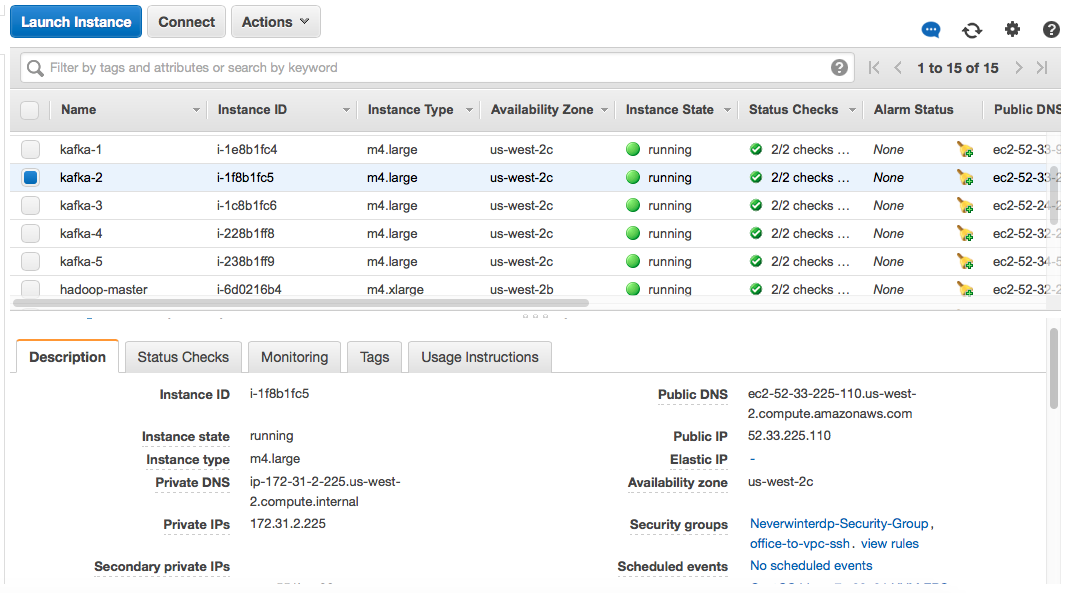 Launch Instance Connect Actions
Filter by tags and attributes or search by keyword ? 1 to 15 of 15 ?
Name Instance ID Instance Type Availability Zone Instance State Status Checks Alarm Status Public DNS
kafka-1 i-1e8b1fc4 m4.large us-west-2c running 2/2 checks ... None ec2-52-33-9
kafka-2 i-1f8b1fc5 m4.large us-west-2c running 2/2 checks ... None ec2-52-33-2
kafka-3 i-1c8b1fc6 m4.large us-west-2c running 2/2 checks ... None ec2-52-24-2
kafka-4 i-228b1ff8 m4.large us-west-2c running 2/2 checks ... None ec2-52-32-2
kafka-5 i-238b1ff9 m4.large us-west-2c running 2/2 checks ... None ec2-52-34-5
hadoop-master i-6d0216b4 m4.xlarge us-west-2b running 2/2 checks ... None ec2-52-32-2
Description Status Checks Monitoring Tags Usage Instructions
Instance ID i-1f8b1fc5 Public DNS ec2-52-33-225-110.us-west-
2.compute.amazonaws.com
Instance state running Public IP 52.33.225.110
Instance type m4.large Elastic IP -
Private DNS ip-172-31-2-225.us-west- Availability zone us-west-2c
2.compute.internal
Private IPs 172.31.2.225 Security groups Neverwinterdp-Security-Group,
office-to-vpc-ssh. view rules
Secondary private IPs Scheduled events No scheduled events